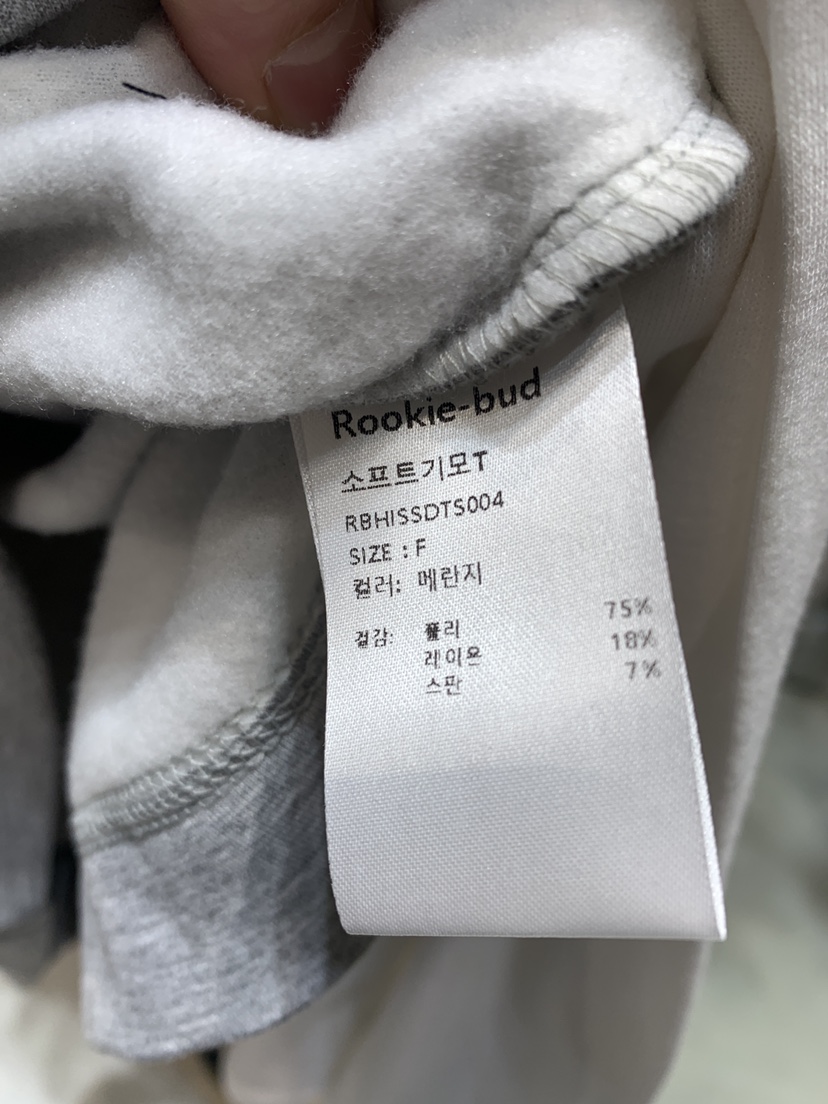 Rookie-bud
소프트기모T
RBHISSDTS004
SIZE : F
컬러: 메란지
겉감: 폴리 75%
레이온 18%
스판 7%